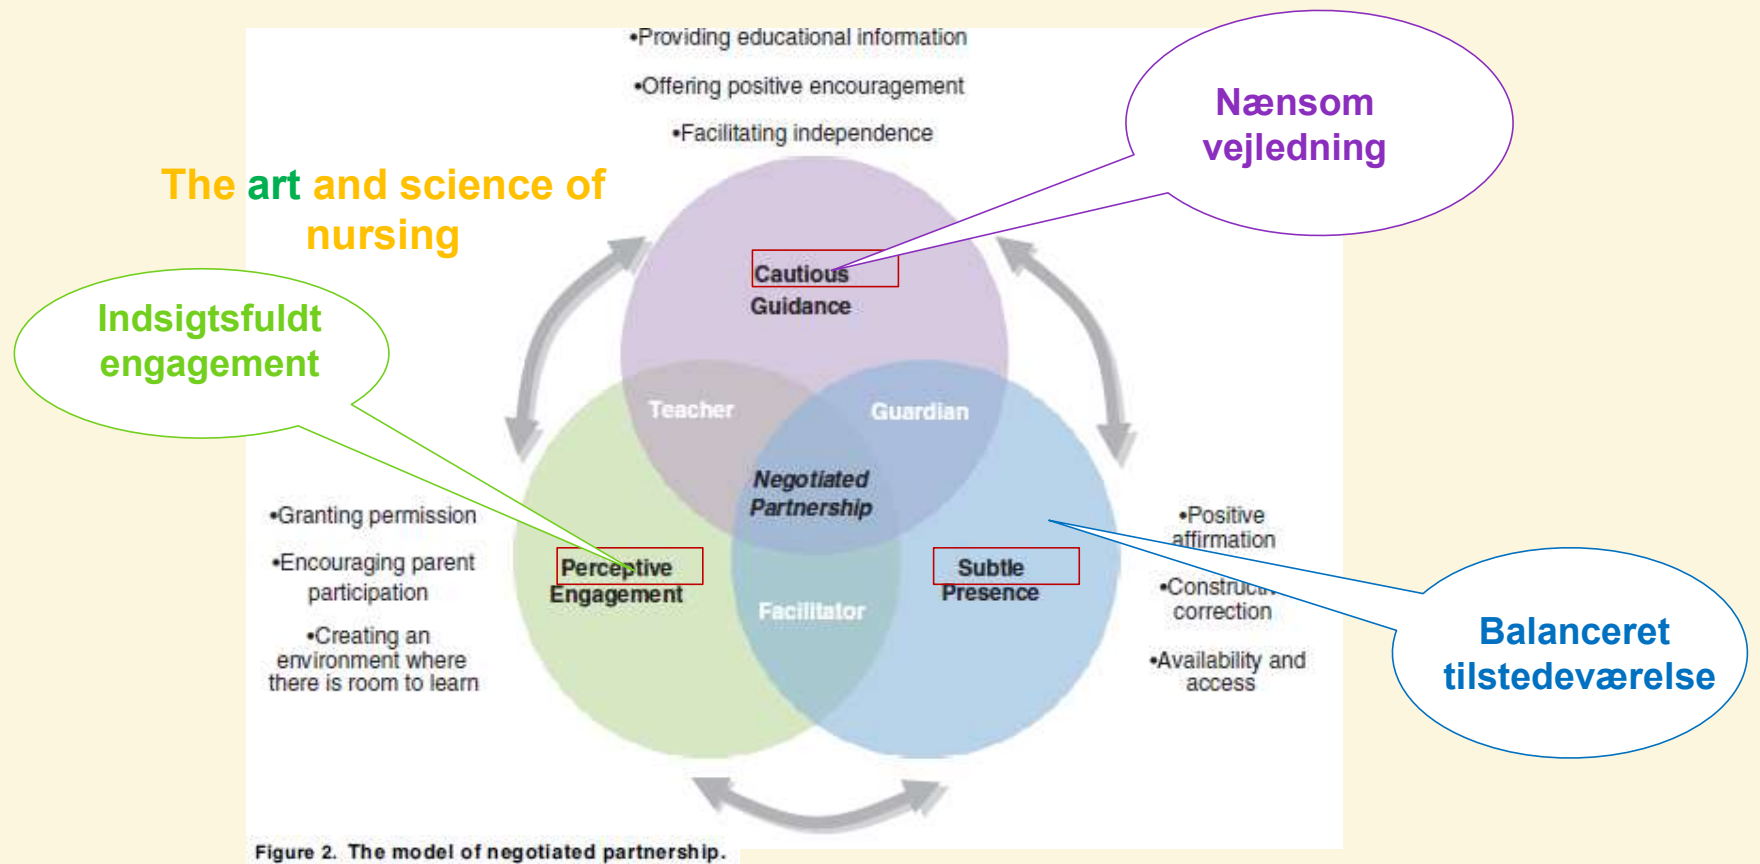 •Providing educational information
•Offering positive encouragement
•Facilitating independence
Nænsom
vejledning
The art and science of
nursing
Cautious
Guidance
Indsigtsfuldt
engagement
Teacher
Guardian
Negotiated
Partnership
•Granting permission
•Encouraging parent
participation
•Creating an
environment where
there is room to learn
Perceptive
Engagement
Subtle
Presence
Facilitator
•Positive
affirmation
correction
•Availability and
access
Balanceret
tilstedeværelse
Figure 2. The model of negotiated partnership.